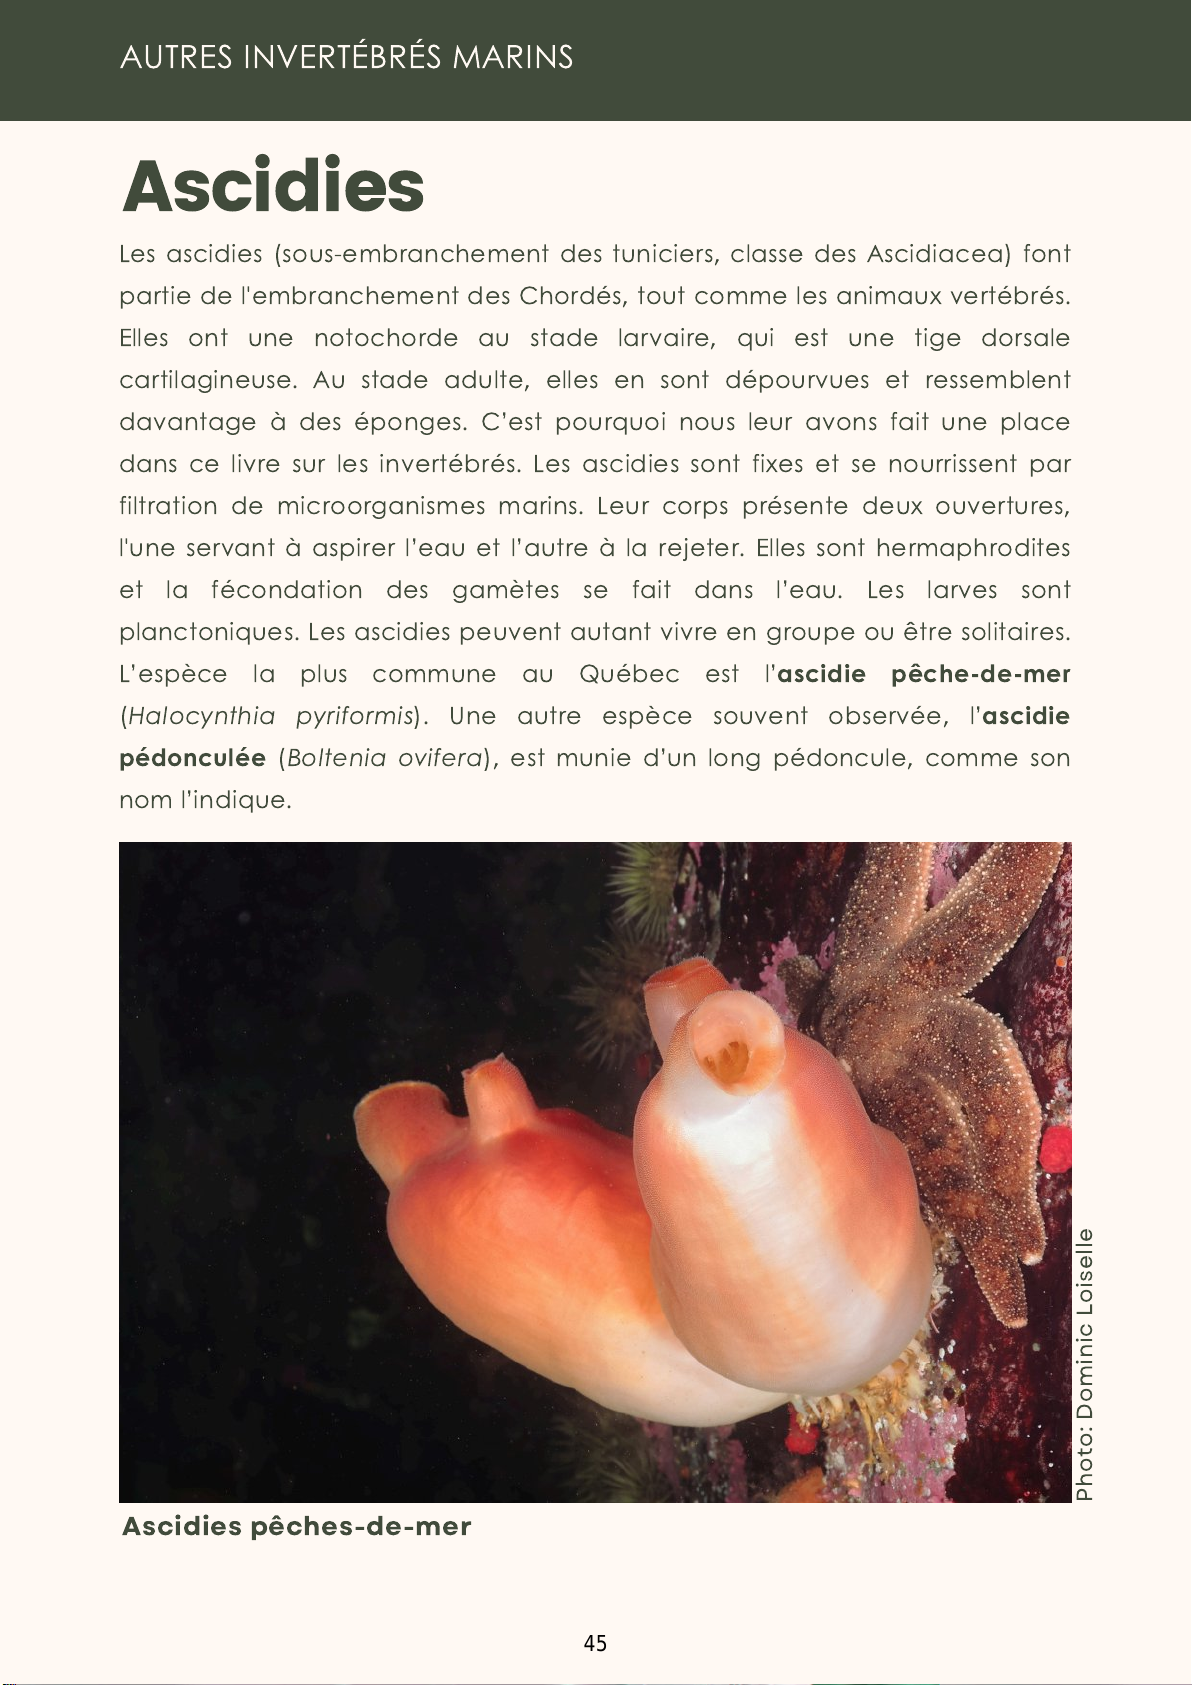 AUTRES INVERTÉBRÉS MARINS
Ascidies
Les ascidies (sous-embranchement des tuniciers, classe des Ascidiacea) font
partie de l'embranchement des Chordés, tout comme les animaux vertébrés.
Elles ont une notochorde au stade larvaire, qui est une tige dorsale
cartilagineuse. Au stade adulte, elles en sont dépourvues et ressemblent
davantage à des éponges. C’est pourquoi nous leur avons fait une place
dans ce livre sur les invertébrés. Les ascidies sont fixes et se nourrissent par
filtration de microorganismes marins. Leur corps présente deux ouvertures,
l'une servant à aspirer l’eau et l’autre à la rejeter. Elles sont hermaphrodites
et la fécondation des gamètes se fait dans l’eau. Les larves sont
planctoniques. Les ascidies peuvent autant vivre en groupe ou être solitaires.
L’espèce la plus commune au Québec est l’ascidie pêche-de-mer
(Halocynthia pyriformis). Une autre espèce souvent observée, l’ascidie
pédonculée (Boltenia ovifera), est munie d’un long pédoncule, comme son
nom l’indique.
Photo: Dominic Loiselle
Ascidies pêches-de-mer
45